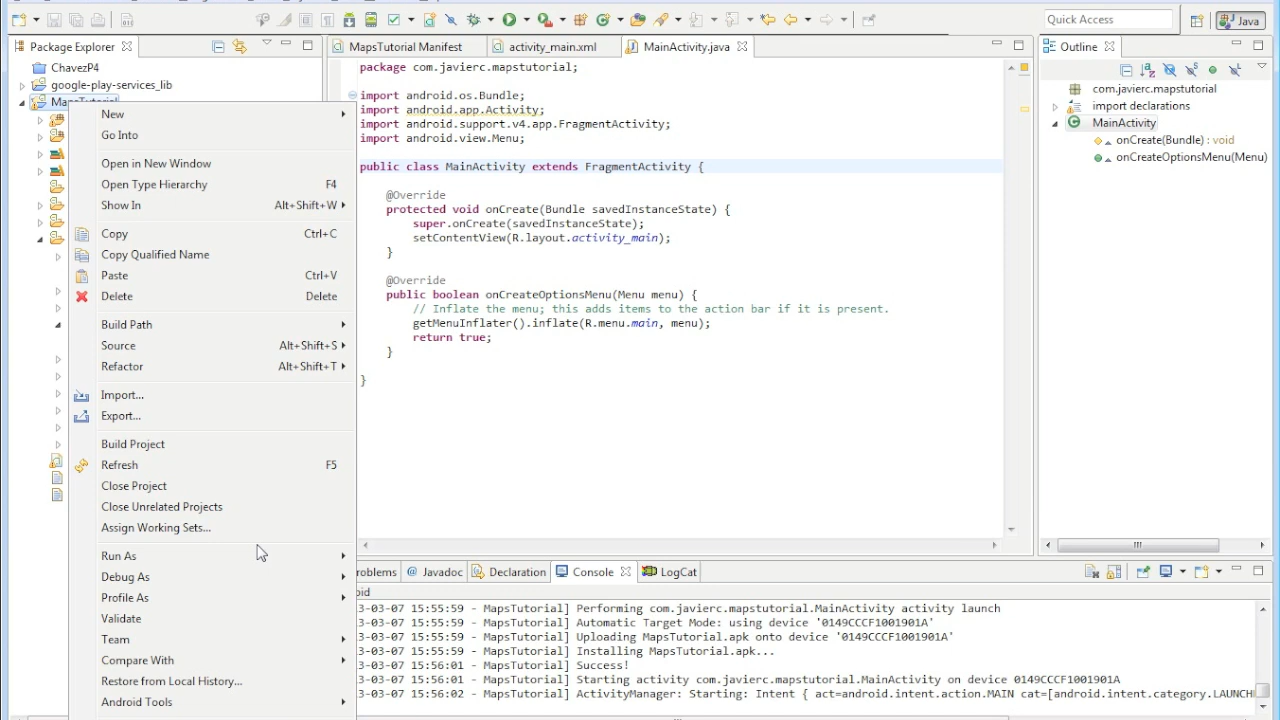 Quick Access
Java
Package Explorer
MapsTutorial Manifest
activity_main.xml
MainActivity.java
Outline
ChavezP4
google-play-services_lib
MapsTutorial
New
Go Into
Open in New Window
Open Type Hierarchy F4
Show In Alt+Shift+W
Copy Ctrl+C
Copy Qualified Name
Paste Ctrl+V
Delete Delete
Build Path
Source Alt+Shift+S
Refactor Alt+Shift+T
Import...
Export...
Build Project
Refresh F5
Close Project
Close Unrelated Projects
Assign Working Sets...
Run As
Debug As
Profile As
Validate
Team
Compare With
Restore from Local History...
Android Tools
package com.javierc.mapstutorial;
import android.os.Bundle;
import android.app.Activity;
import android.support.v4.app.FragmentActivity;
import android.view.Menu;
public class MainActivity extends FragmentActivity {
@Override
protected void onCreate(Bundle savedInstanceState) {
super.onCreate(savedInstanceState);
setContentView(R.layout.activity_main);
}
@Override
public boolean onCreateOptionsMenu(Menu menu) {
// Inflate the menu; this adds items to the action bar if it is present.
getMenuInflater().inflate(R.menu.main, menu);
return true;
}
}
com.javierc.mapstutorial
import declarations
MainActivity
onCreate(Bundle) : void
onCreateOptionsMenu(Menu)
roblems
@ Javadoc
Declaration
Console
LogCat
oid
3-03-07 15:55:59 - MapsTutorial] Performing com.javierc.mapstutorial.MainActivity activity launch
3-03-07 15:55:59 - MapsTutorial] Automatic Target Mode: using device '0149CCCF1001901A'
3-03-07 15:55:59 - MapsTutorial] Uploading MapsTutorial.apk onto device '0149CCCF1001901A'
3-03-07 15:55:59 - MapsTutorial] Installing MapsTutorial.apk...
3-03-07 15:56:01 - MapsTutorial] Success!
3-03-07 15:56:01 - MapsTutorial] Starting activity com.javierc.mapstutorial.MainActivity on device 0149CCCF1001901A
3-03-07 15:56:02 - MapsTutorial] ActivityManager: Starting: Intent { act=android.intent.action.MAIN cat=[android.intent.category.LAUNCH